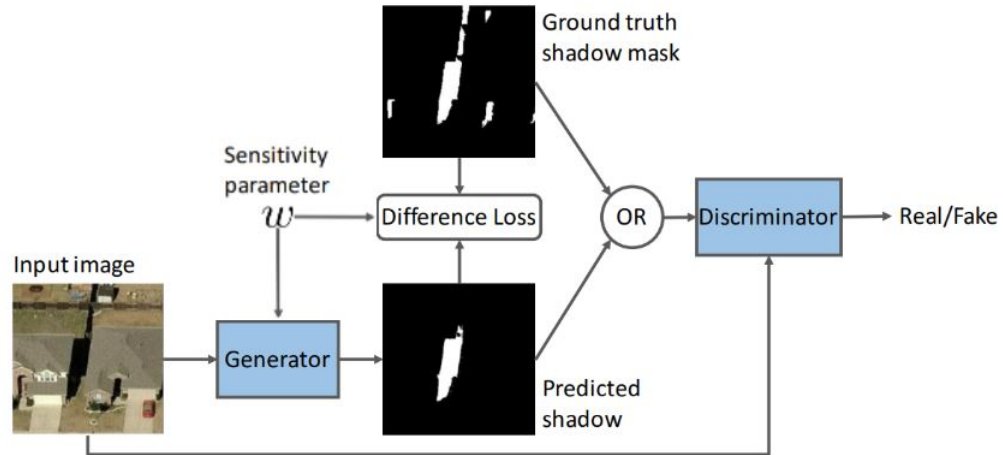 Ground truth
shadow mask
Sensitivity
parameter
w
Difference Loss
OR
Discriminator
Real/Fake
Input image
Generator
Predicted
shadow